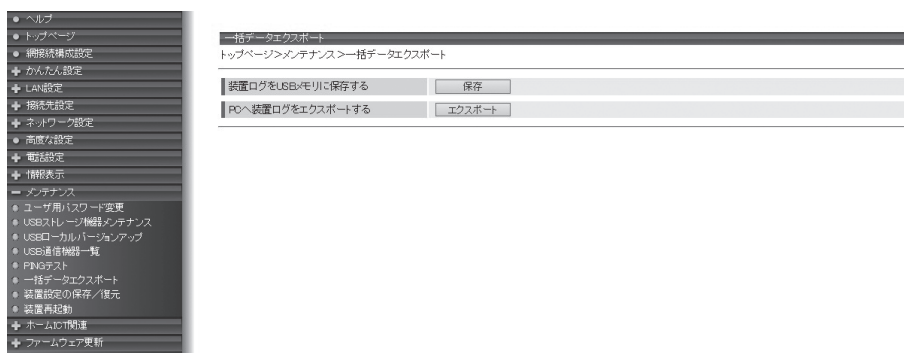 ヘルプ
トップページ
網接続構成設定
かんたん設定
LAN設定
接続先設定
ネットワーク設定
高度な設定
電話設定
情報表示
メンテナンス
ユーザ用パスワード変更
USBストレージ機器メンテナンス
USBローカルバージョンアップ
USB通信機器一覧
PINGテスト
一括データエクスポート
装置設定の保存／復元
装置再起動
ホームICT関連
ファームウェア更新
一括データエクスポート
トップページ>メンテナンス>一括データエクスポート
装置ログをUSBメモリに保存する 保存
PCへ装置ログをエクスポートする エクスポート